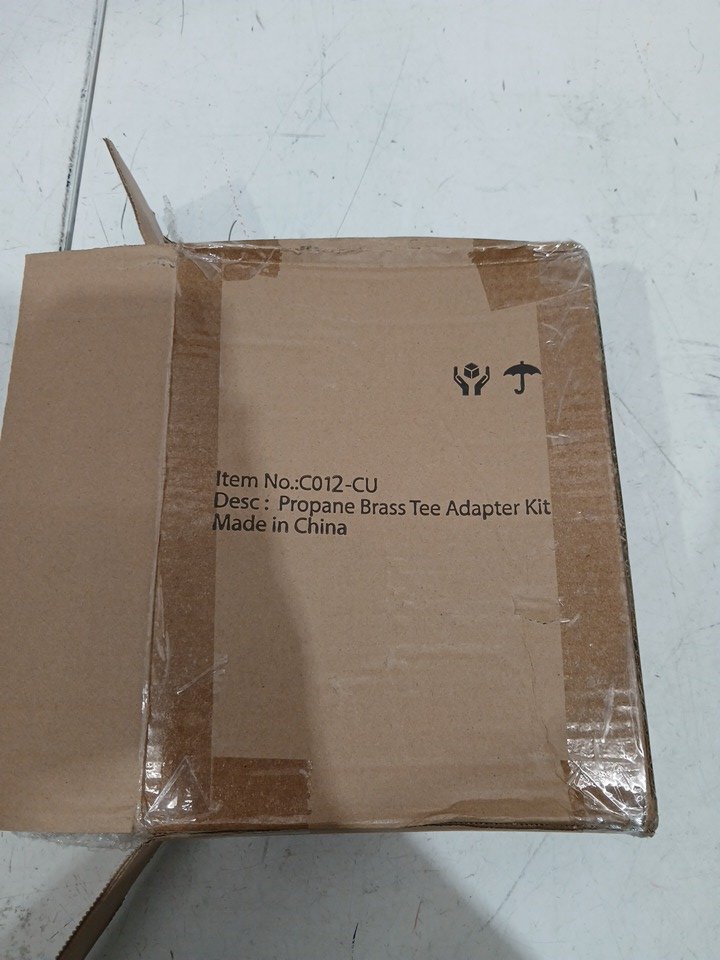 Item No.:C012-CU
Desc : Propane Brass Tee Adapter Kit
Made in China